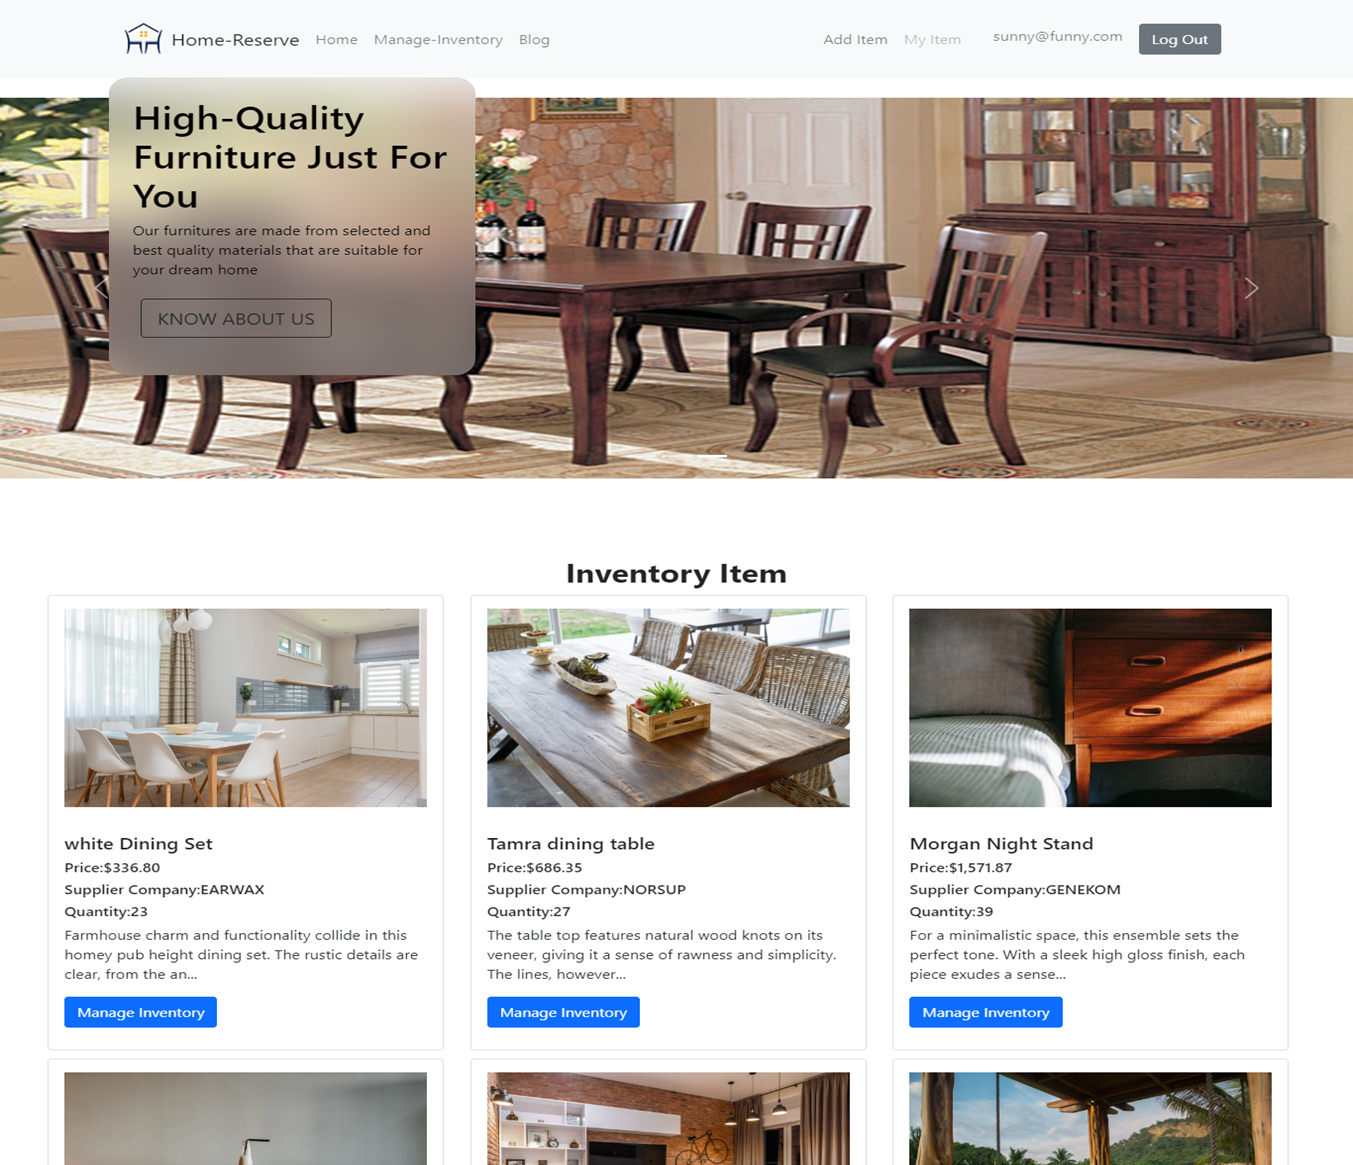 Home-Reserve Home Manage-Inventory Blog Add Item My Item sunny@funny.com Log Out
High-Quality
Furniture Just For
You
Our furnitures are made from selected and
best quality materials that are suitable for
your dream home
KNOW ABOUT US
Inventory Item
white Dining Set
Price:$336.80
Supplier Company:EARWAX
Quantity:23
Farmhouse charm and functionality collide in this
homey pub height dining set. The rustic details are
clear, from the an...
Manage Inventory
Tamra dining table
Price:$686.35
Supplier Company:NORSUP
Quantity:27
The table top features natural wood knots on its
veneer, giving it a sense of rawness and simplicity.
The lines, however...
Manage Inventory
Morgan Night Stand
Price:$1,571.87
Supplier Company:GENEKOM
Quantity:39
For a minimalistic space, this ensemble sets the
perfect tone. With a sleek high gloss finish, each
piece exudes a sense...
Manage Inventory